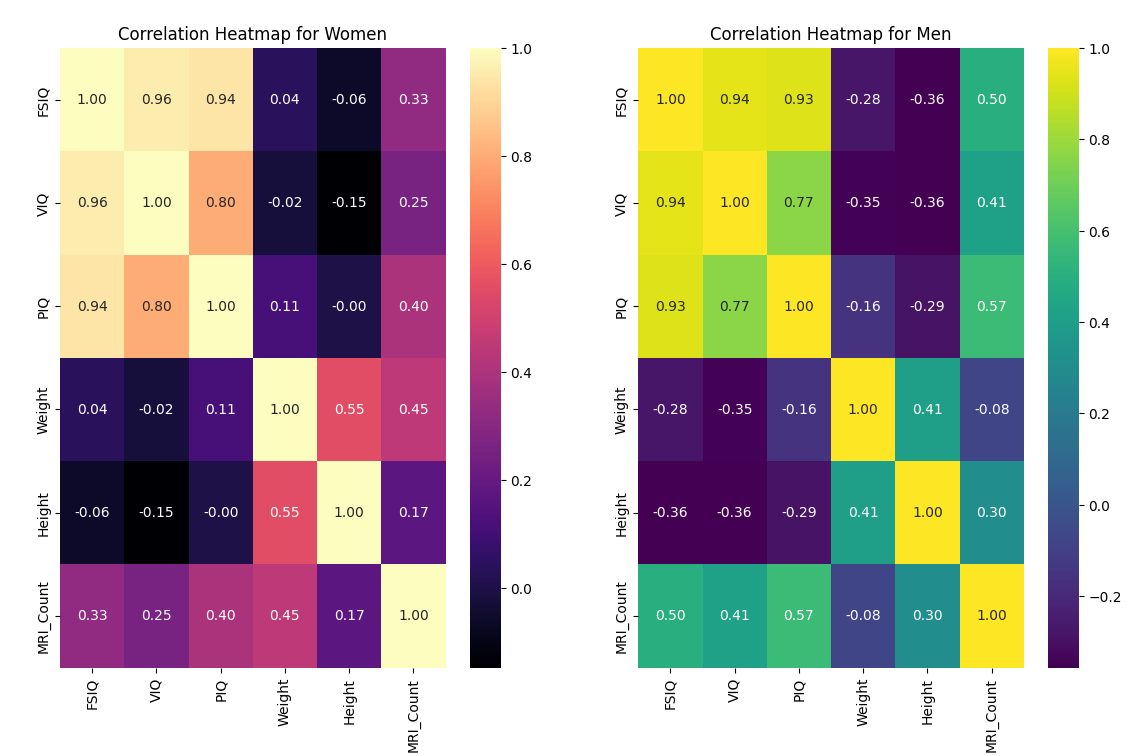 Correlation Heatmap for Women
FSIQ 1.00 0.96 0.94 0.04 -0.06 0.33
VIQ 0.96 1.00 0.80 -0.02 -0.15 0.25
PIQ 0.94 0.80 1.00 0.11 -0.00 0.40
Weight 0.04 -0.02 0.11 1.00 0.55 0.45
Height -0.06 -0.15 -0.00 0.55 1.00 0.17
MRI_Count 0.33 0.25 0.40 0.45 0.17 1.00
FSIQ VIQ PIQ Weight Height MRI_Count
1.0
0.8
0.6
0.4
0.2
0.0
Correlation Heatmap for Men
FSIQ 1.00 0.94 0.93 -0.28 -0.36 0.50
VIQ 0.94 1.00 0.77 -0.35 -0.36 0.41
PIQ 0.93 0.77 1.00 -0.16 -0.29 0.57
Weight -0.28 -0.35 -0.16 1.00 0.41 -0.08
Height -0.36 -0.36 -0.29 0.41 1.00 0.30
MRI_Count 0.50 0.41 0.57 -0.08 0.30 1.00
FSIQ VIQ PIQ Weight Height MRI_Count
1.0
0.8
0.6
0.4
0.2
0.0
−0.2